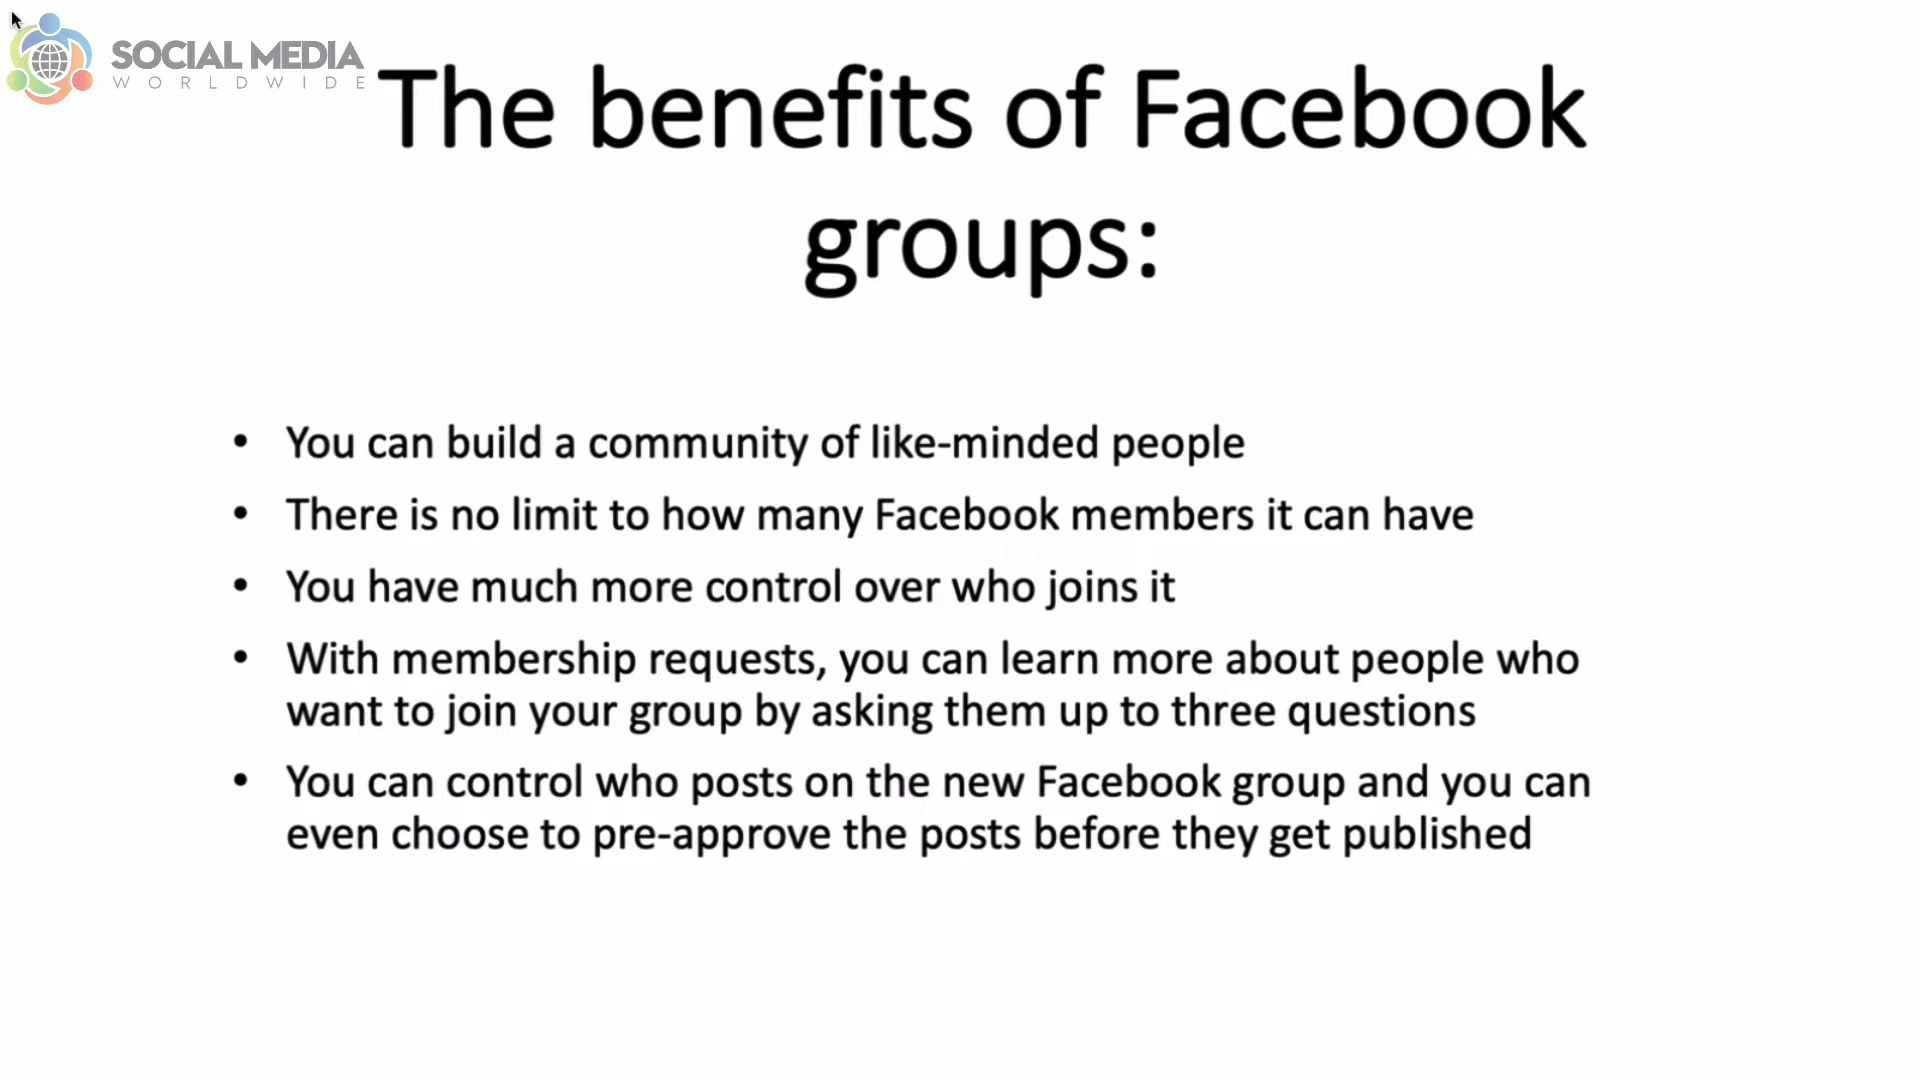 SOCIAL MEDIA
WORLDWIDE
The benefits of Facebook
groups:
• You can build a community of like-minded people
• There is no limit to how many Facebook members it can have
• You have much more control over who joins it
• With membership requests, you can learn more about people who
want to join your group by asking them up to three questions
• You can control who posts on the new Facebook group and you can
even choose to pre-approve the posts before they get published